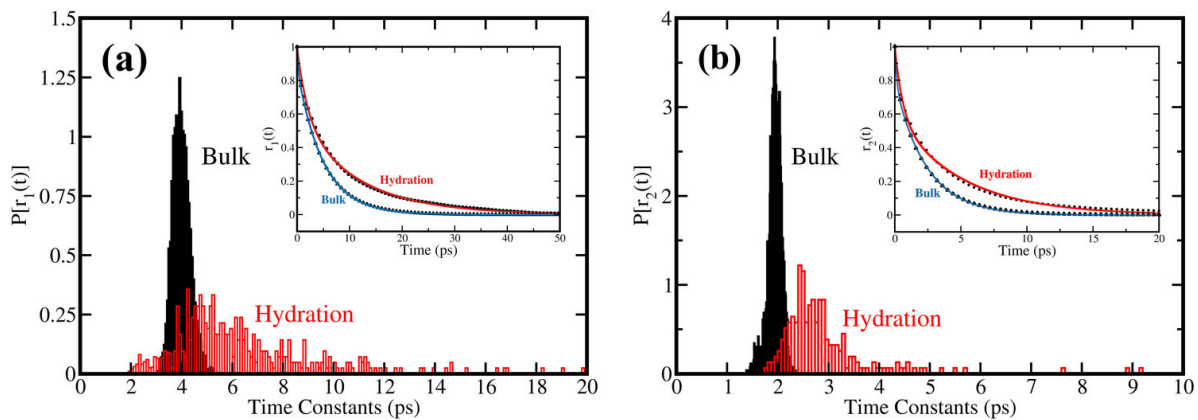 (a)
1.5
1.25
1
0.75
0.5
0.25
0
P[r₁(t)]
Bulk
Hydration
0 2 4 6 8 10 12 14 16 18 20
Time Constants (ps)
1
0.8
0.6
0.4
0.2
0
r₁(t)
Hydration
Bulk
0 10 20 30 40 50
Time (ps)
(b)
4
3
2
1
0
P[r₂(t)]
Bulk
Hydration
0 1 2 3 4 5 6 7 8 9 10
Time Constants (ps)
1
0.8
0.6
0.4
0.2
0
r₂(t)
Hydration
Bulk
0 5 10 15 20
Time (ps)